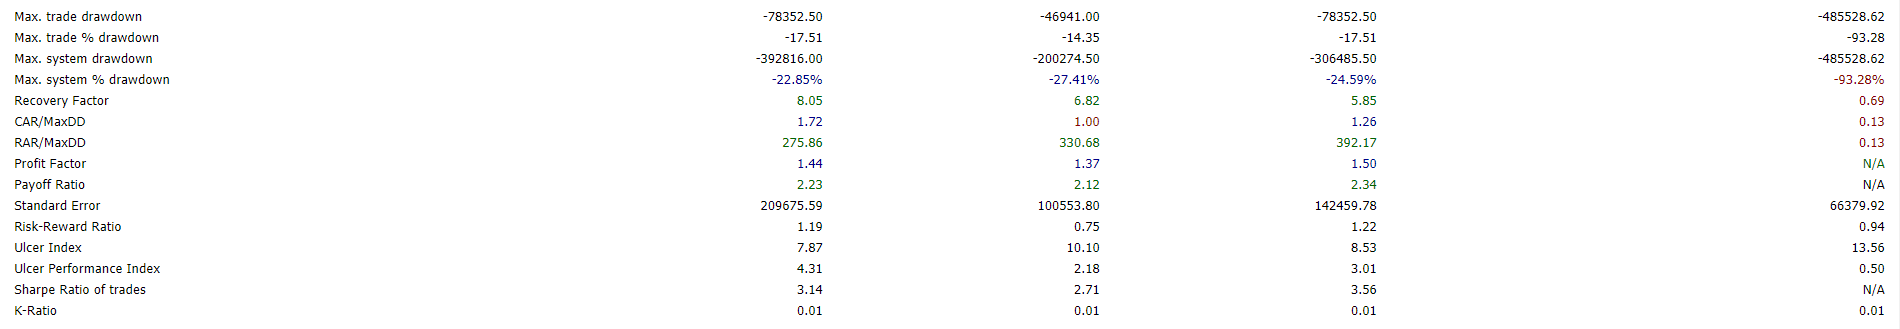 Max. trade drawdown -78352.50 -46941.00 -78352.50 -485528.62
Max. trade % drawdown -17.51 -14.35 -17.51 -93.28
Max. system drawdown -392816.00 -200274.50 -306485.50 -485528.62
Max. system % drawdown -22.85% -27.41% -24.59% -93.28%
Recovery Factor 8.05 6.82 5.85 0.69
CAR/MaxDD 1.72 1.00 1.26 0.13
RAR/MaxDD 275.86 330.68 392.17 0.13
Profit Factor 1.44 1.37 1.50 N/A
Payoff Ratio 2.23 2.12 2.34 N/A
Standard Error 209675.59 100553.80 142459.78 66379.92
Risk-Reward Ratio 1.19 0.75 1.22 0.94
Ulcer Index 7.87 10.10 8.53 13.56
Ulcer Performance Index 4.31 2.18 3.01 0.50
Sharpe Ratio of trades 3.14 2.71 3.56 N/A
K-Ratio 0.01 0.01 0.01 0.01